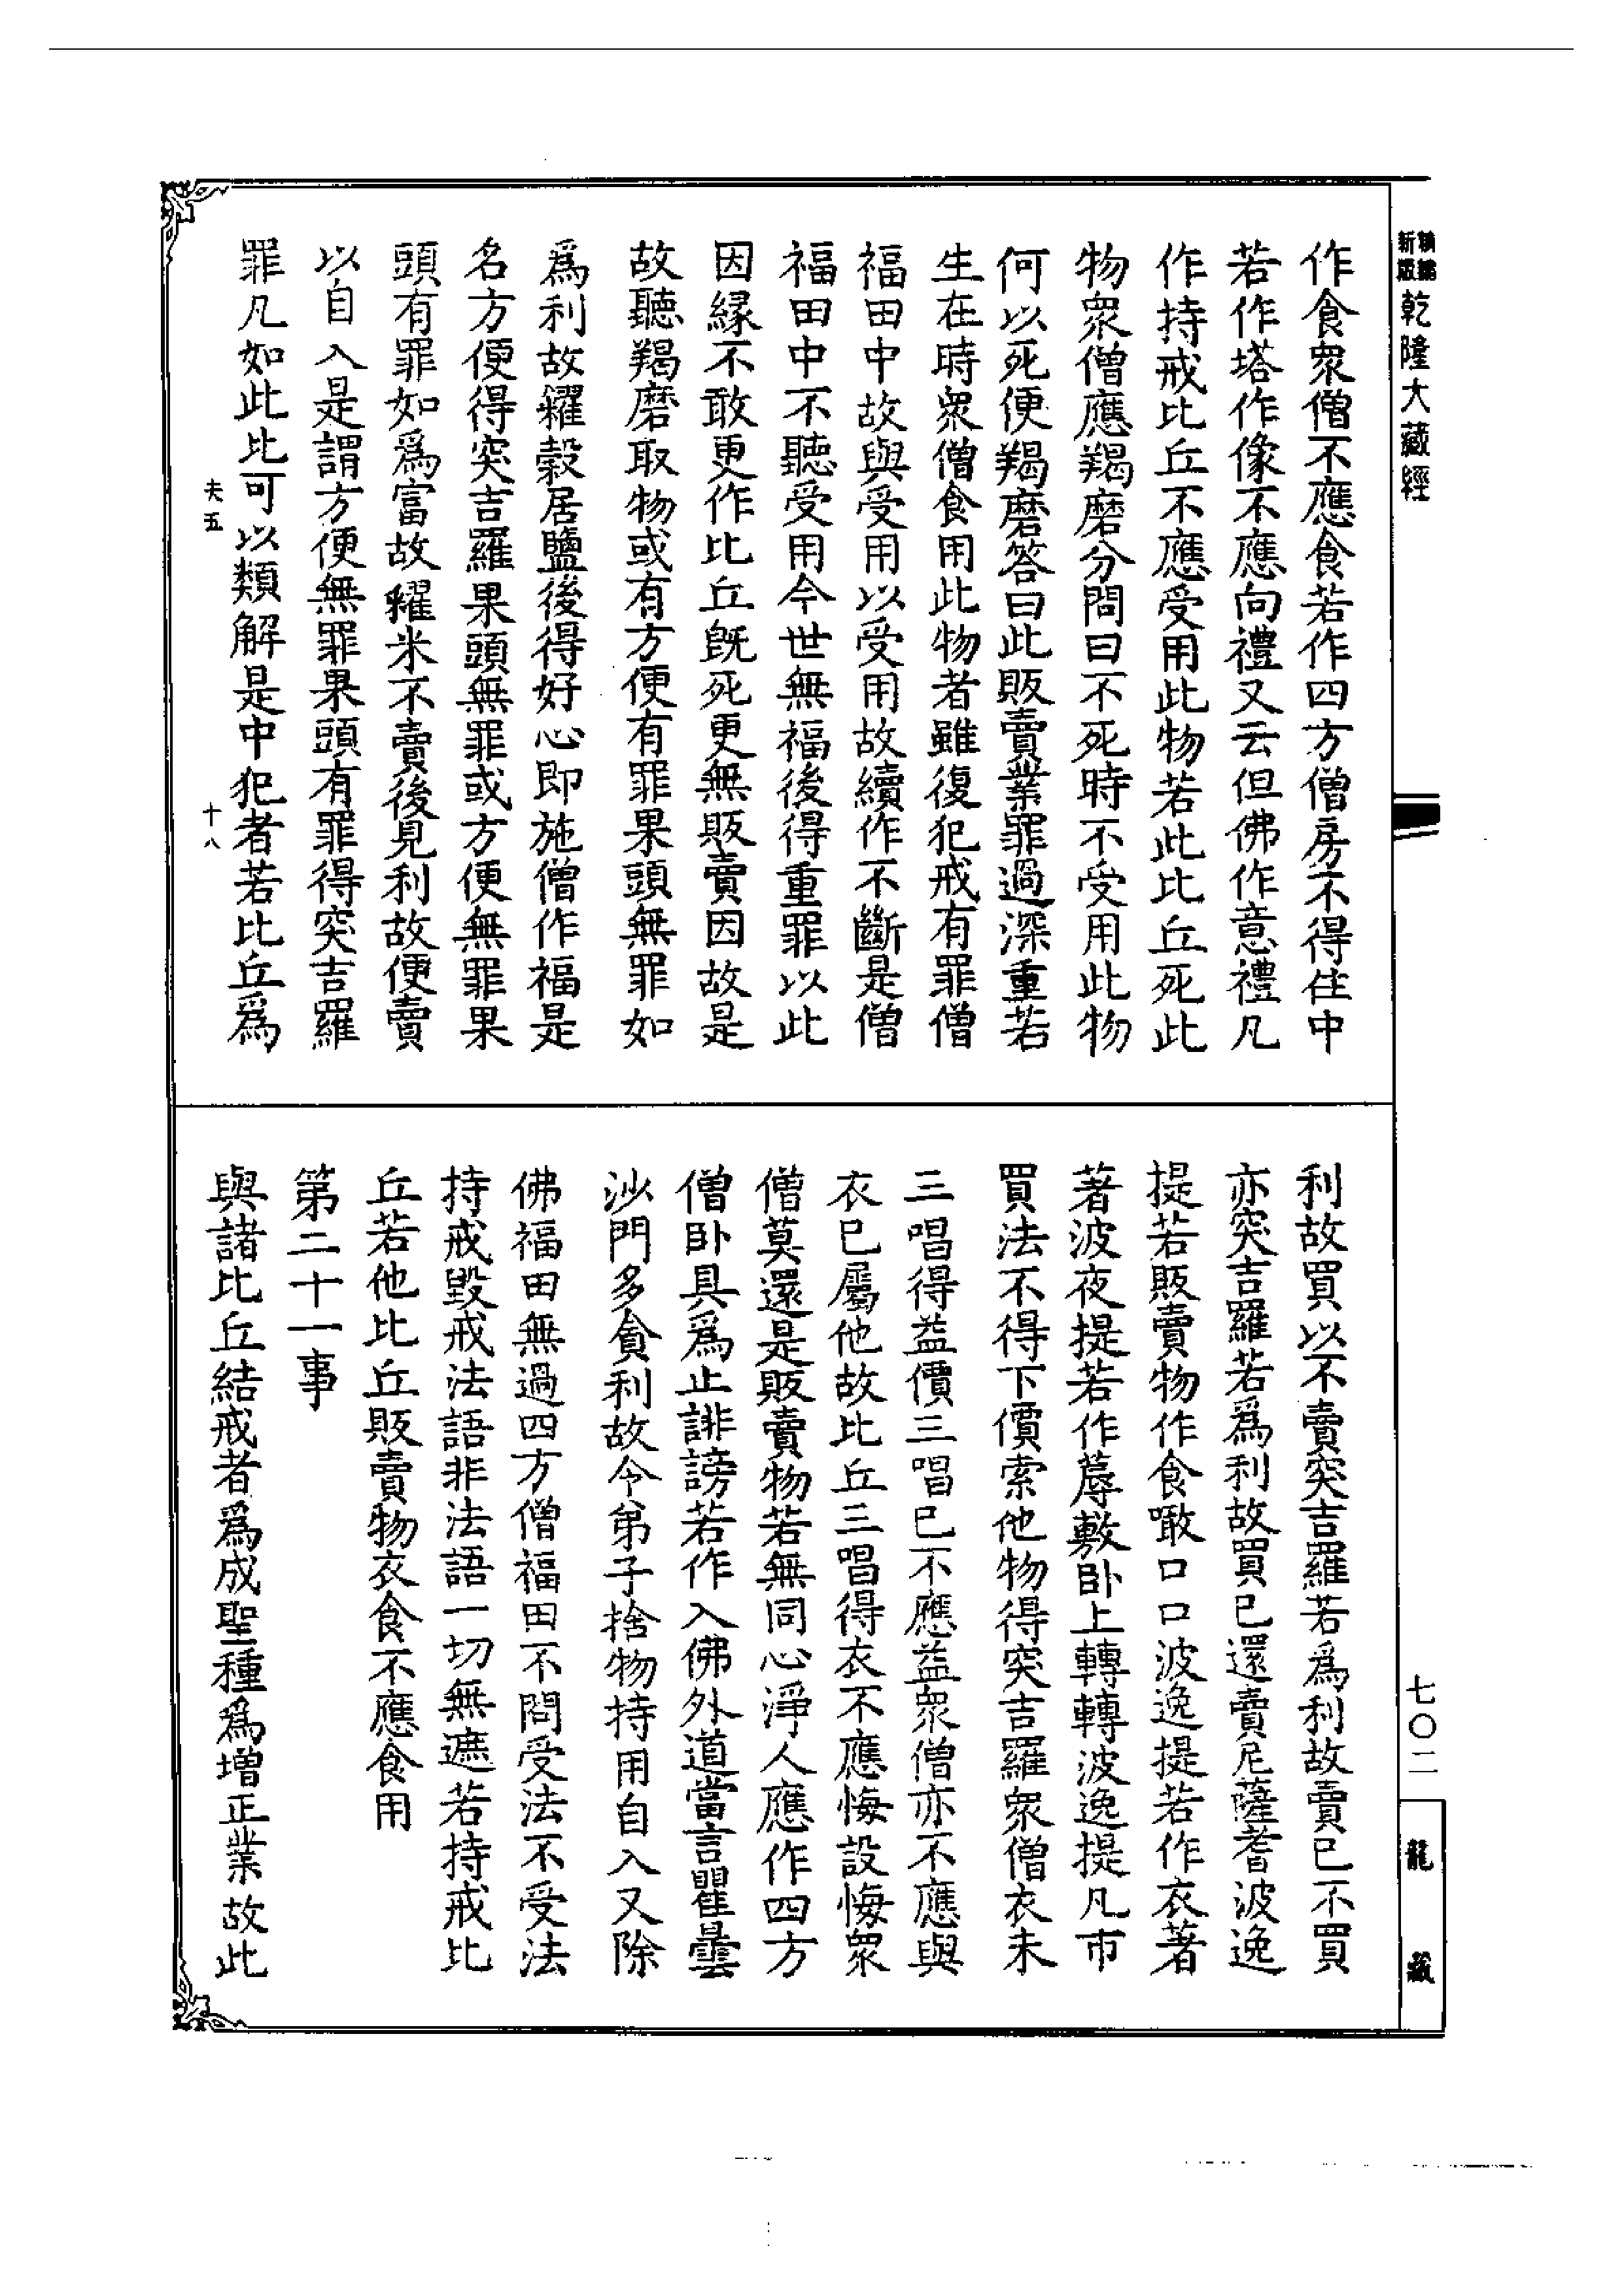 新編
縮版
乾隆大藏經
作食眾僧不應食若作四方僧房不得住中
若作塔作像不應向禮又云但佛作意禮凡
作持戒比丘不應受用此物若此比丘死此
物眾僧應羯磨分問曰不死時不受用此物
何以死便羯磨答曰此販賣業罪過深重若
生在時眾僧食用此物者雖復犯戒有罪僧
福田中故與受用以受用故續作不斷是僧
福田中不聽受用今世無福後得重罪以此
因緣不敢更作比丘既死更無販賣因故是
故聽羯磨取物或有方便有罪果頭無罪如
為利故糴穀居鹽後得好心即施僧作福是
名方便得突吉羅果頭無罪或方便無罪果
頭有罪如為富故糴米不賣後見利故便賣
以自入是謂方便無罪果頭有罪得突吉羅
罪凡如此比可以類解是中犯者若比丘為
夫五 十八
利故買以不賣突吉羅若為利故賣已不買
亦突吉羅若為利故買已還賣尼薩耆波逸
提若販賣物作食噉口口波逸提若作衣著
著波夜提若作蓐敷臥上轉轉波逸提凡市
買法不得下價索他物得突吉羅眾僧衣未
三唱得益價三唱已不應益眾僧亦不應與
衣已屬他故比丘三唱得衣不應悔設悔眾
僧莫還是販賣物若無同心淨人應作四方
僧臥具為止誹謗若作入佛外道當言瞿曇
沙門多貪利故令弟子捨物持用自入又除
佛福田無過四方僧福田不問受法不受法
持戒毀戒法語非法語一切無遮若持戒比
丘若他比丘販賣物衣食不應食用
第二十一事
與諸比丘結戒者為成聖種為增正業故此
七〇二
龍藏